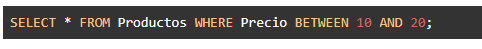 SELECT * FROM Productos WHERE Precio BETWEEN 10 AND 20;